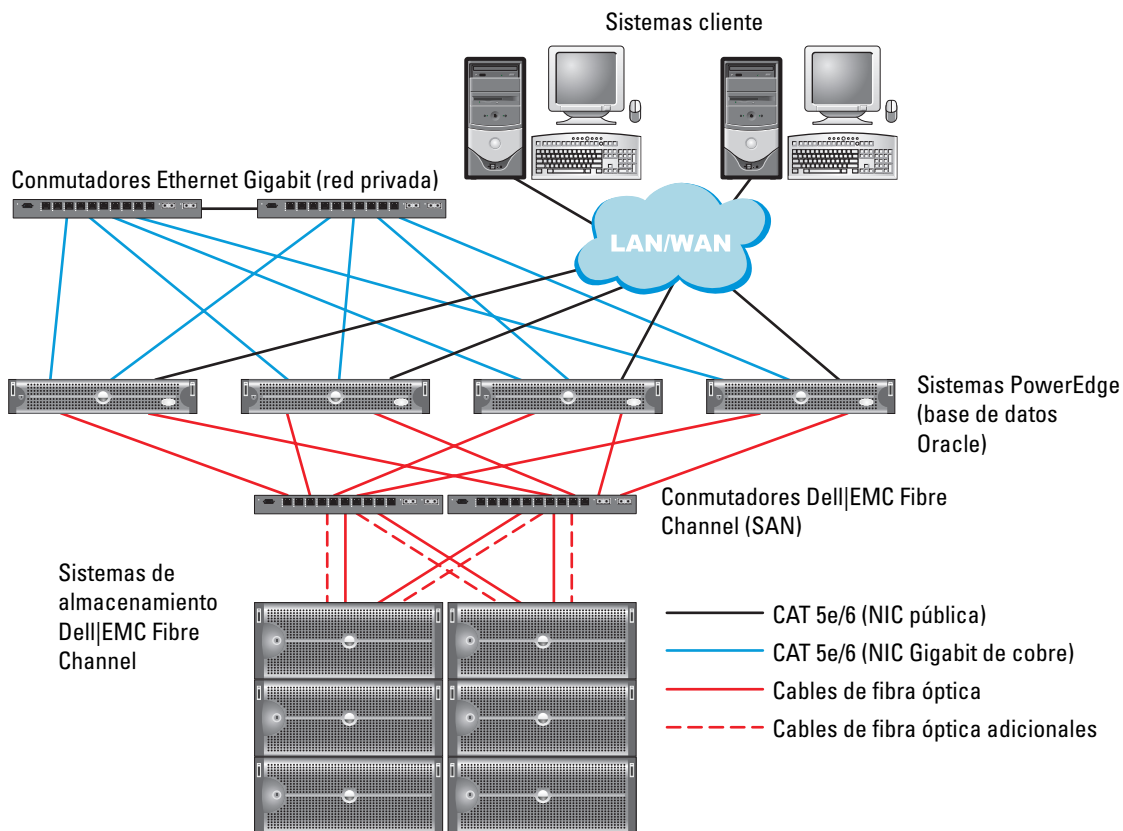 Sistemas cliente
Conmutadores Ethernet Gigabit (red privada)
LAN/WAN
Sistemas PowerEdge
(base de datos
Oracle)
Conmutadores Dell|EMC Fibre
Channel (SAN)
Sistemas de
almacenamiento
Dell|EMC Fibre
Channel
CAT 5e/6 (NIC pública)
CAT 5e/6 (NIC Gigabit de cobre)
Cables de fibra óptica
Cables de fibra óptica adicionales